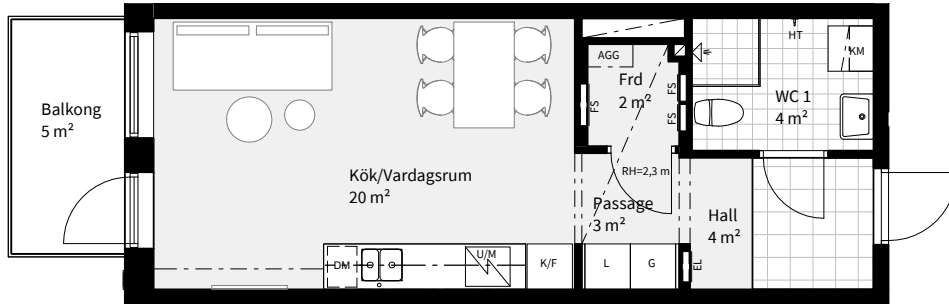 Balkong
5 m²
Kök/Vardagsrum
20 m²
DM
U/M
K/F
AGG
Frd
2 m²
FS
FS
FS
RH=2,3 m
Passage
3 m²
L
G
HT
KM
WC 1
4 m²
Hall
4 m²
EL